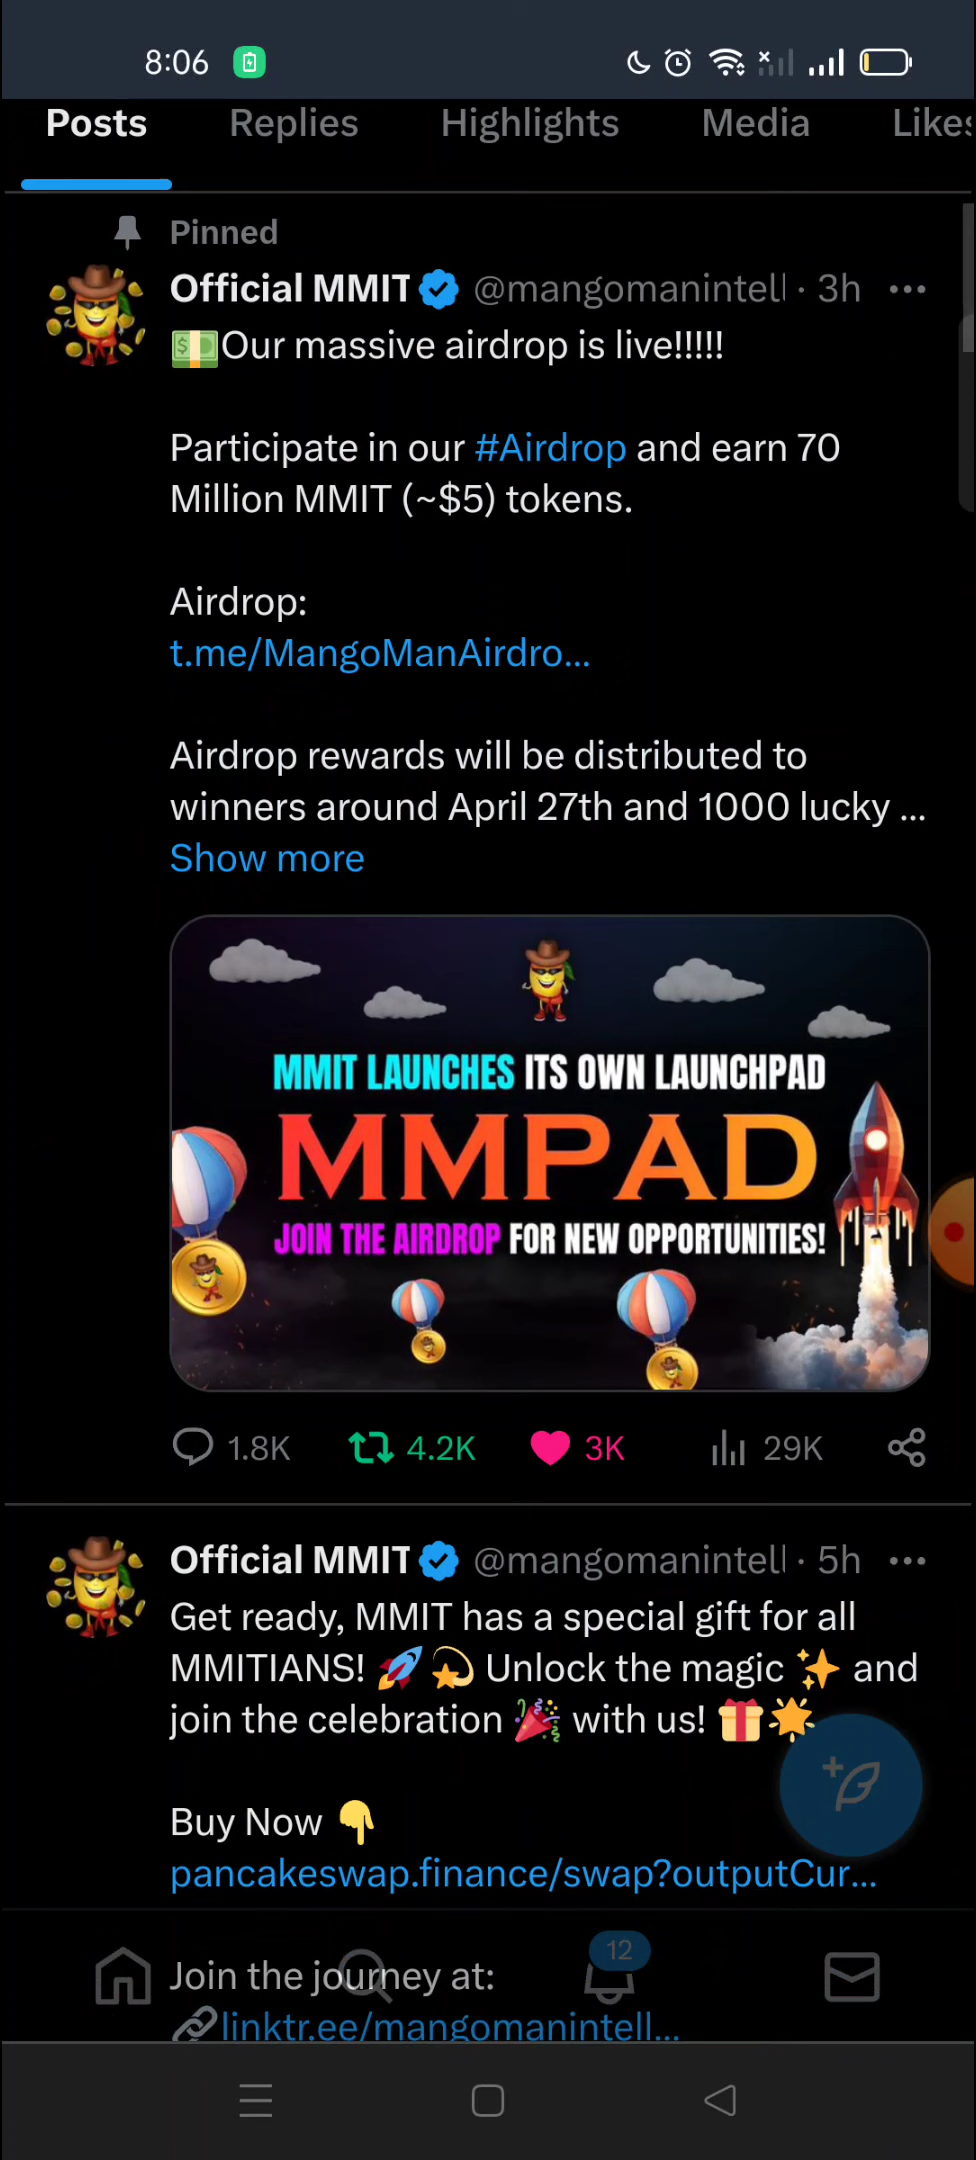 8:06
Posts Replies Highlights Media Likes
Pinned
Official MMIT @mangomanintell · 3h
Our massive airdrop is live!!!!!
Participate in our #Airdrop and earn 70
Million MMIT (~$5) tokens.
Airdrop:
t.me/MangoManAirdro...
Airdrop rewards will be distributed to
winners around April 27th and 1000 lucky ...
Show more
MMIT LAUNCHES ITS OWN LAUNCHPAD
MMPAD
JOIN THE AIRDROP FOR NEW OPPORTUNITIES!
1.8K 4.2K 3K 29K
Official MMIT @mangomanintell · 5h
Get ready, MMIT has a special gift for all
MMITIANS! 🚀💫 Unlock the magic ✨ and
join the celebration 🎉 with us! 🎁🌟
Buy Now 👇
pancakeswap.finance/swap?outputCur...
12
Join the journey at:
🔗linktr.ee/mangomanintell...